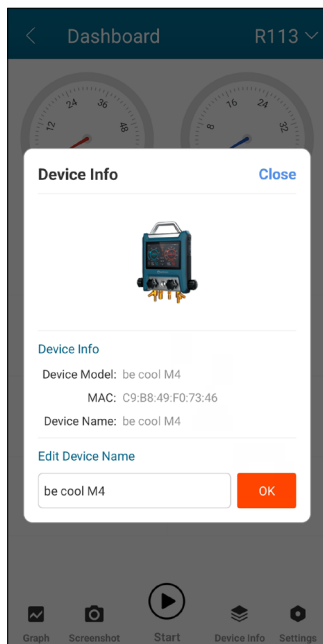 Dashboard R113
24 36
12 48
16 24
8 32
Device Info Close
Device Info
Device Model: be cool M4
MAC: C9:B8:49:F0:73:46
Device Name: be cool M4
Edit Device Name
be cool M4 OK
Graph Screenshot Start Device Info Settings